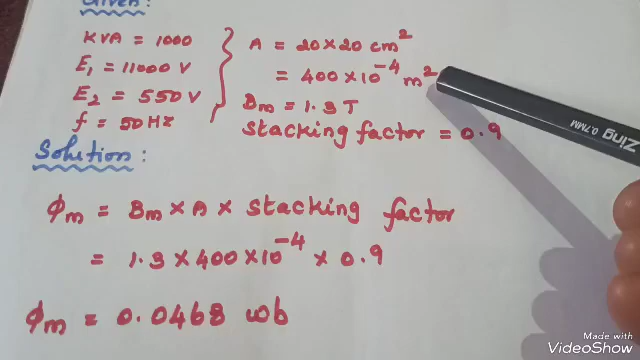 Given:
KVA = 1000
E₁ = 11000 V
E₂ = 550 V
f = 50 Hz
A = 20 × 20 cm²
= 400 × 10⁻⁴ m²
Bm = 1.3 T
Stacking factor = 0.9
Solution :
ϕm = Bm × A × Stacking factor
= 1.3 × 400 × 10⁻⁴ × 0.9
ϕm = 0.0468 wb
Zing 0.7MM
Made with
VideoShow